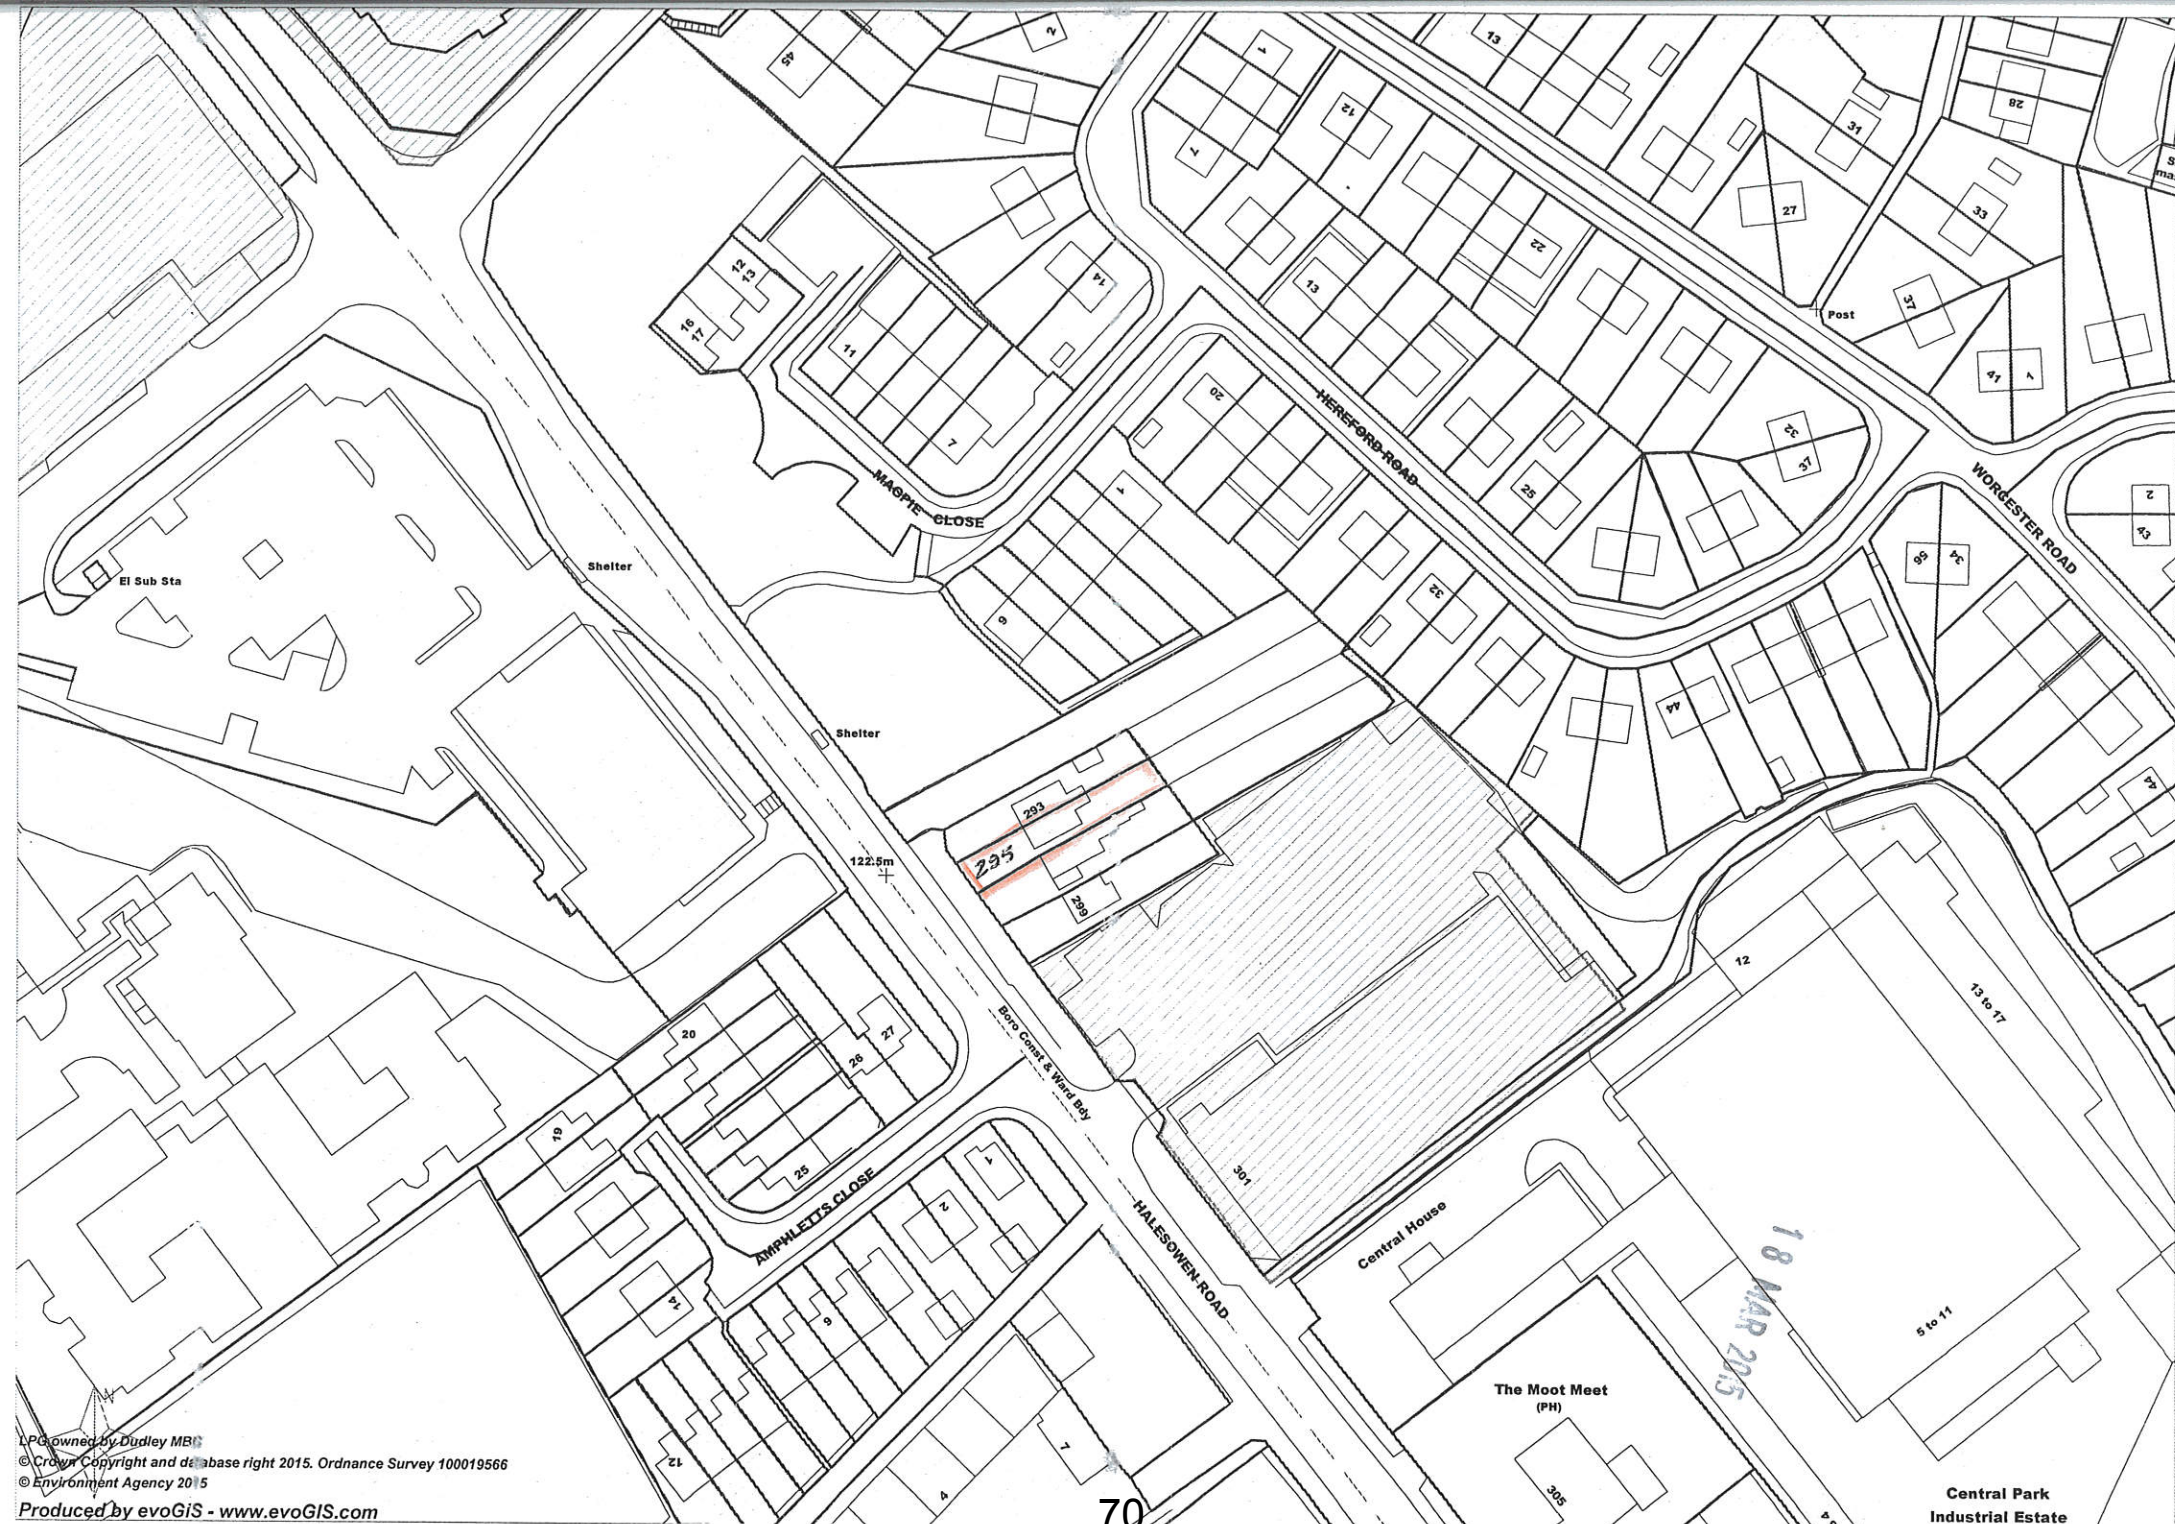 45
2
1
7
12
13
31
28
27
33
22
14
13
12
13
16
17
11
7
20
Post
37
41
1
32
37
HEREFORD ROAD
25
MAGPIE CLOSE
1
WORCESTER ROAD
2
43
56
34
El Sub Sta
Shelter
9
32
44
Shelter
44
293
295
122.5m
299
12
13 to 17
20
27
26
Boro Const & Ward Bdy
19
25
1
2
301
AMPHLETTS CLOSE
HALESOWEN ROAD
Central House
18 MAR 2015
14
9
5 to 11
The Moot Meet
(PH)
7
12
4
305
Central Park
Industrial Estate
LPG owned by Dudley MBC
© Crown Copyright and database right 2015. Ordnance Survey 100019566
© Environment Agency 2015
Produced by evoGiS - www.evoGIS.com
70